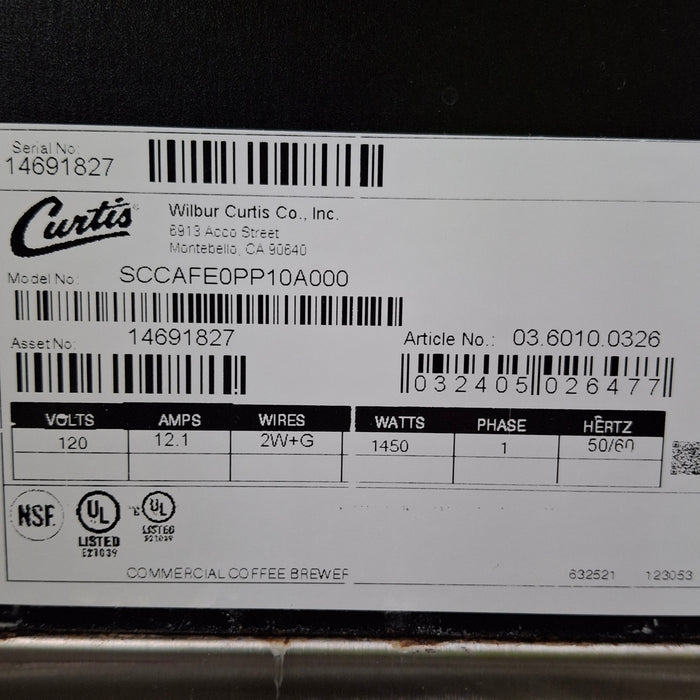 Serial No:
14691827
Curtis
Wilbur Curtis Co., Inc.
6913 Acco Street
Montebello, CA 90640
Model No: SCCAFE0PP10A000
Asset No: 14691827
Article No.: 03.6010.0326
032405 026477
VOLTS AMPS WIRES WATTS PHASE HERTZ
120 12.1 2W+G 1450 1 50/60
NSF UL UL
LISTED LISTED
E21039 E21039
COMMERCIAL COFFEE BREWER 632521 123053